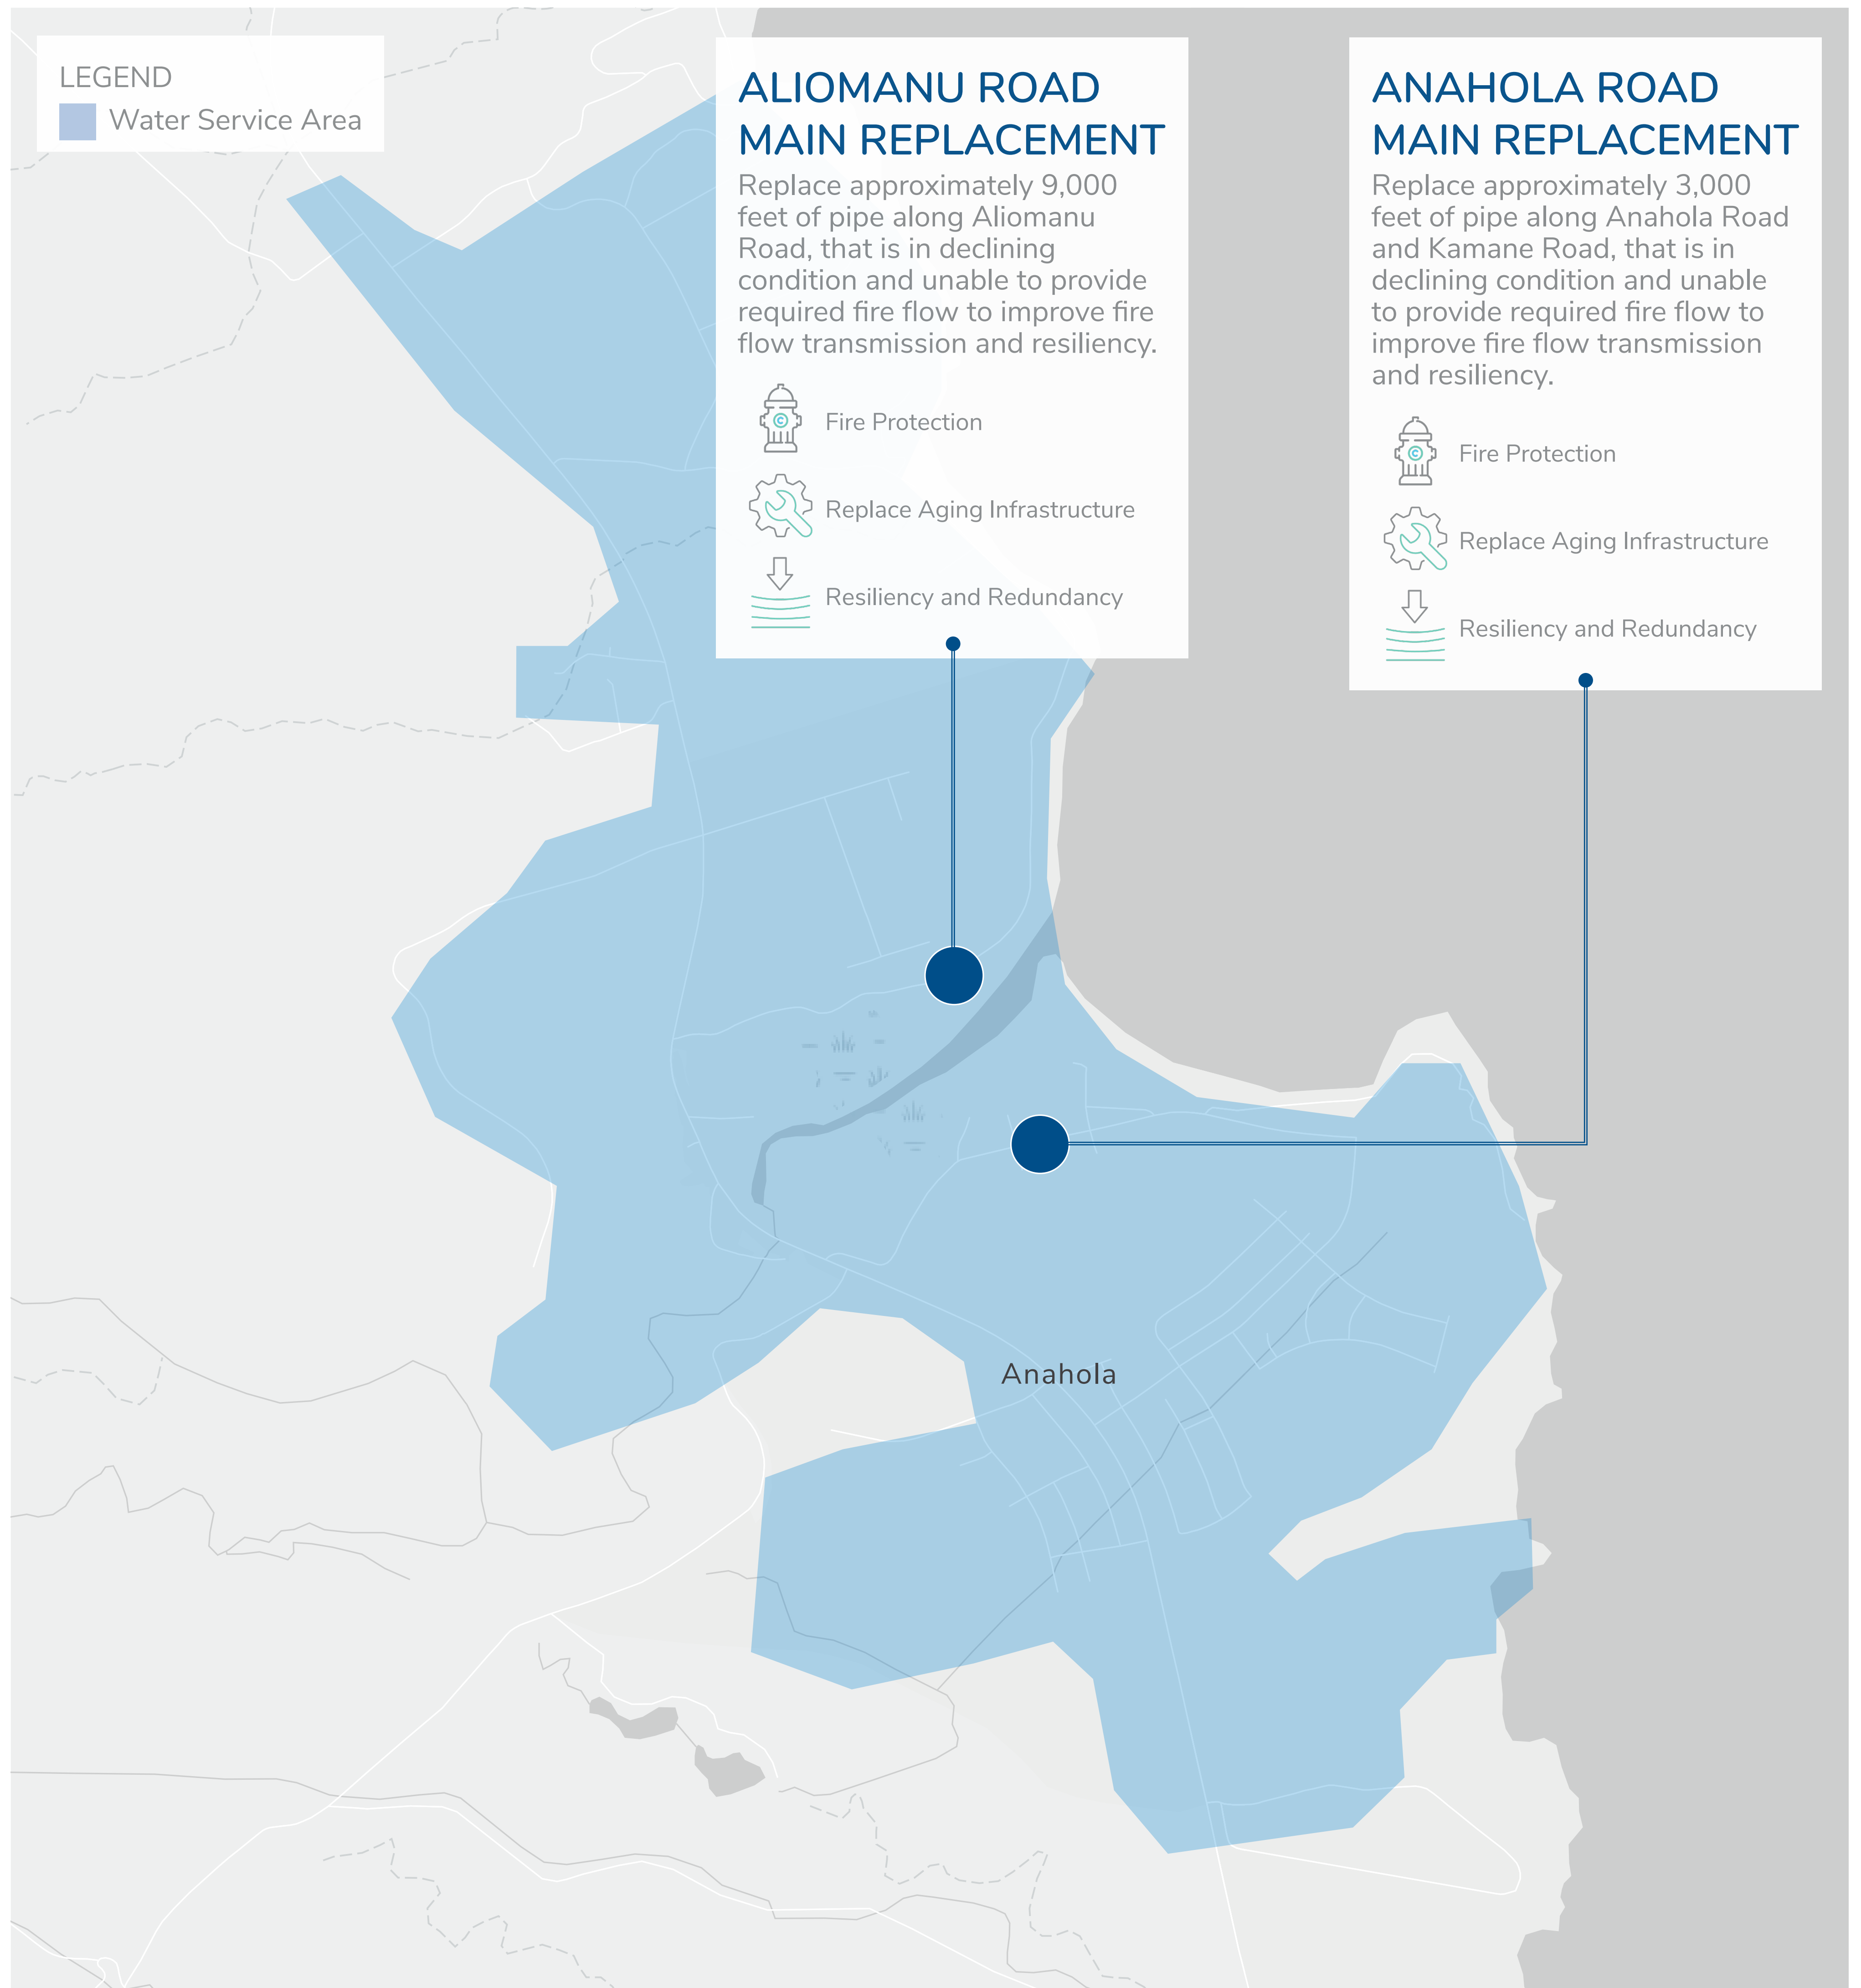 LEGEND
Water Service Area
ALIOMANU ROAD
MAIN REPLACEMENT
Replace approximately 9,000
feet of pipe along Aliomanu
Road, that is in declining
condition and unable to provide
required fire flow to improve fire
flow transmission and resiliency.
Fire Protection
Replace Aging Infrastructure
Resiliency and Redundancy
ANAHOLA ROAD
MAIN REPLACEMENT
Replace approximately 3,000
feet of pipe along Anahola Road
and Kamane Road, that is in
declining condition and unable
to provide required fire flow to
improve fire flow transmission
and resiliency.
Fire Protection
Replace Aging Infrastructure
Resiliency and Redundancy
Anahola